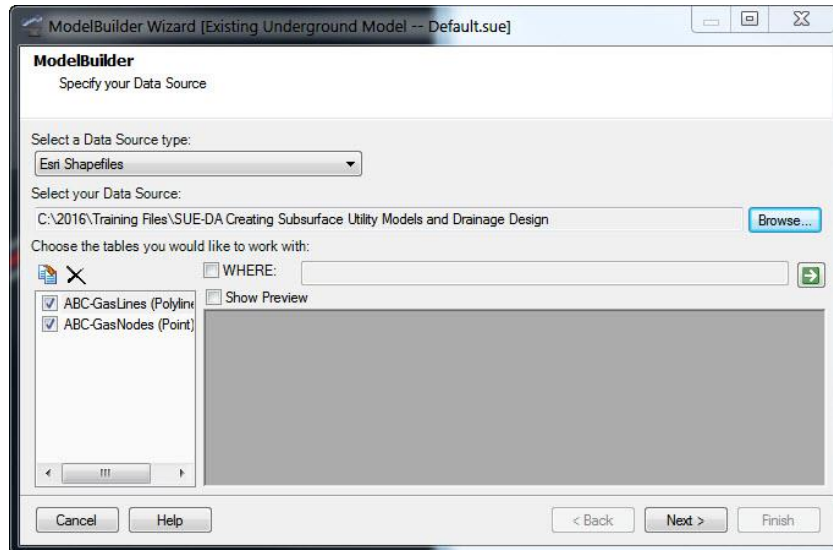 ModelBuilder Wizard [Existing Underground Model -- Default.sue]
ModelBuilder
Specify your Data Source
Select a Data Source type:
Esri Shapefiles
Select your Data Source:
C:\2016\Training Files\SUE-DA Creating Subsurface Utility Models and Drainage Design
Browse...
Choose the tables you would like to work with:
WHERE:
Show Preview
ABC-GasLines (Polyline
ABC-GasNodes (Point)
Cancel
Help
< Back
Next >
Finish